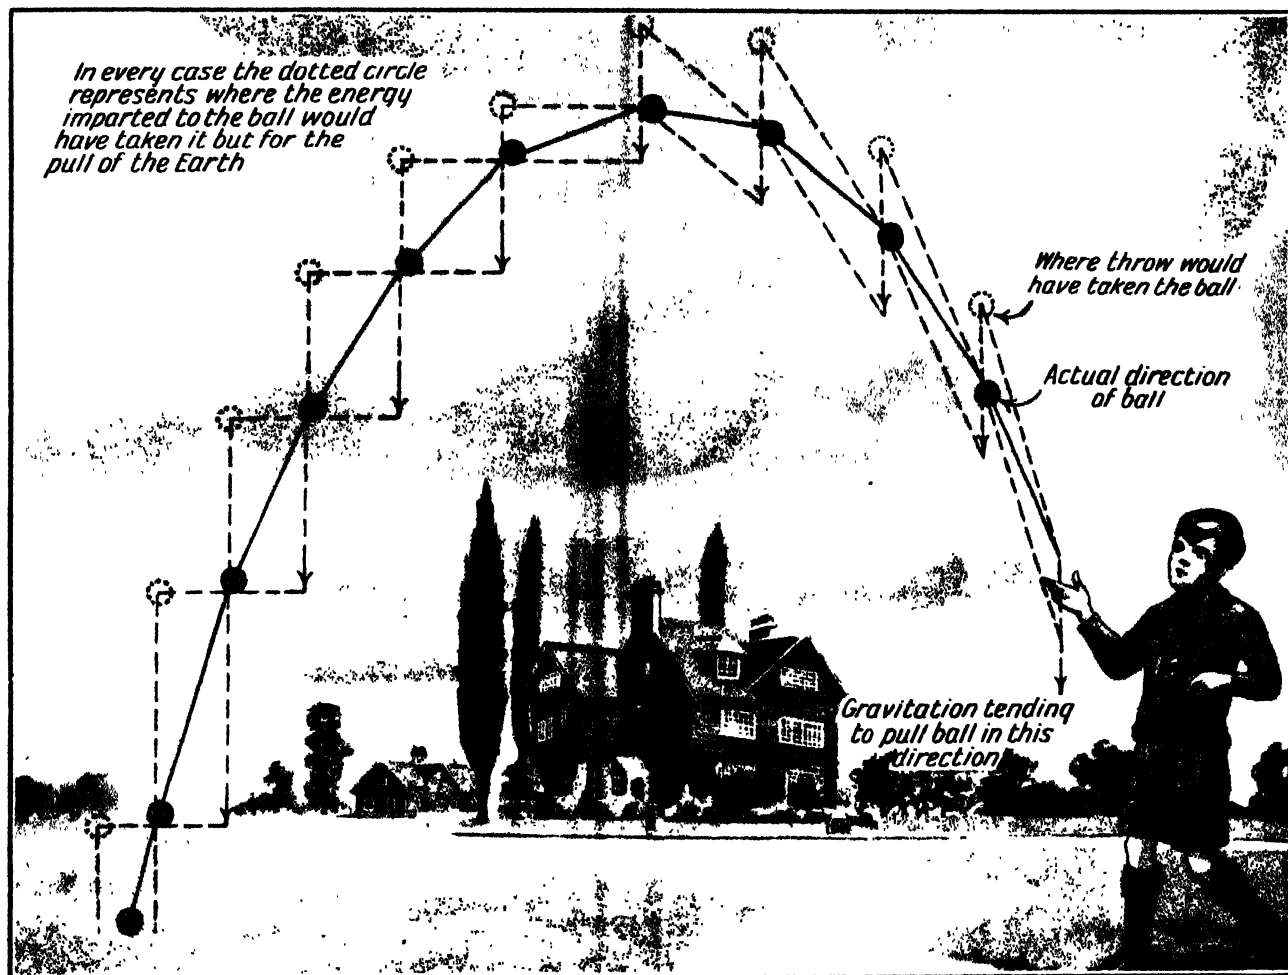 In every case the dotted circle
represents where the energy
imparted to the ball would
have taken it but for the
pull of the Earth
Where throw would
have taken the ball
Actual direction
of ball
Gravitation tending
to pull ball in this
direction